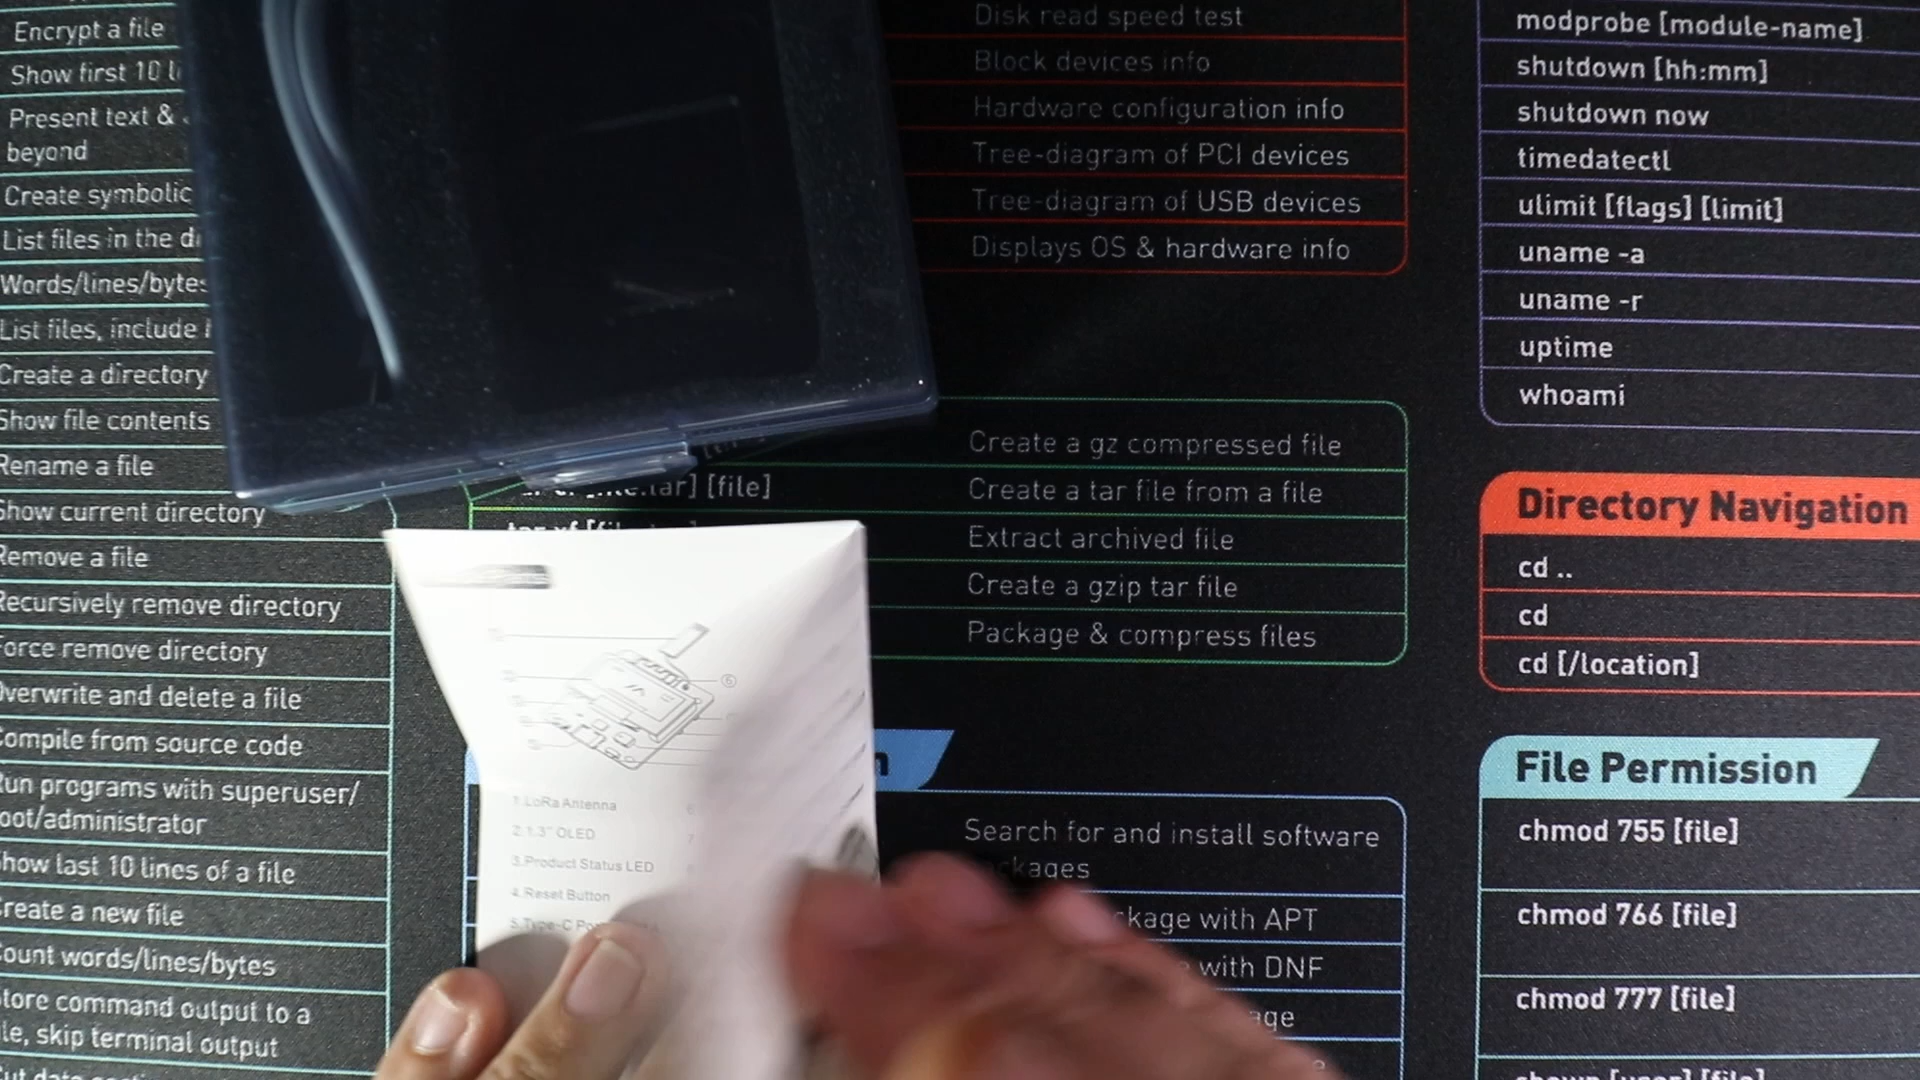 Encrypt a file
Show first 10
Present text &
beyond
Create symbolic
List files in the
Words/lines/bytes
List files, include
Create a directory
Show file contents
Rename a file
Show current directory
Remove a file
Recursively remove directory
Force remove directory
Overwrite and delete a file
Compile from source code
Run programs with superuser/
root/administrator
Show last 10 lines of a file
Create a new file
Count words/lines/bytes
Store command output to a
file, skip terminal output
[file]
tar xf
1.LoRa Antenna
2.1.3" OLED
3.Product Status LED
4.Reset Button
5.Type-C
6
7
Disk read speed test
Block devices info
Hardware configuration info
Tree-diagram of PCI devices
Tree-diagram of USB devices
Displays OS & hardware info
Create a gz compressed file
Create a tar file from a file
Extract archived file
Create a gzip tar file
Package & compress files
Search for and install software
with APT
with DNF
modprobe [module-name]
shutdown [hh:mm]
shutdown now
timedatectl
ulimit [flags] [limit]
uname -a
uname -r
uptime
whoami
Directory Navigation
cd ..
cd
cd [/location]
File Permission
chmod 755 [file]
chmod 766 [file]
chmod 777 [file]